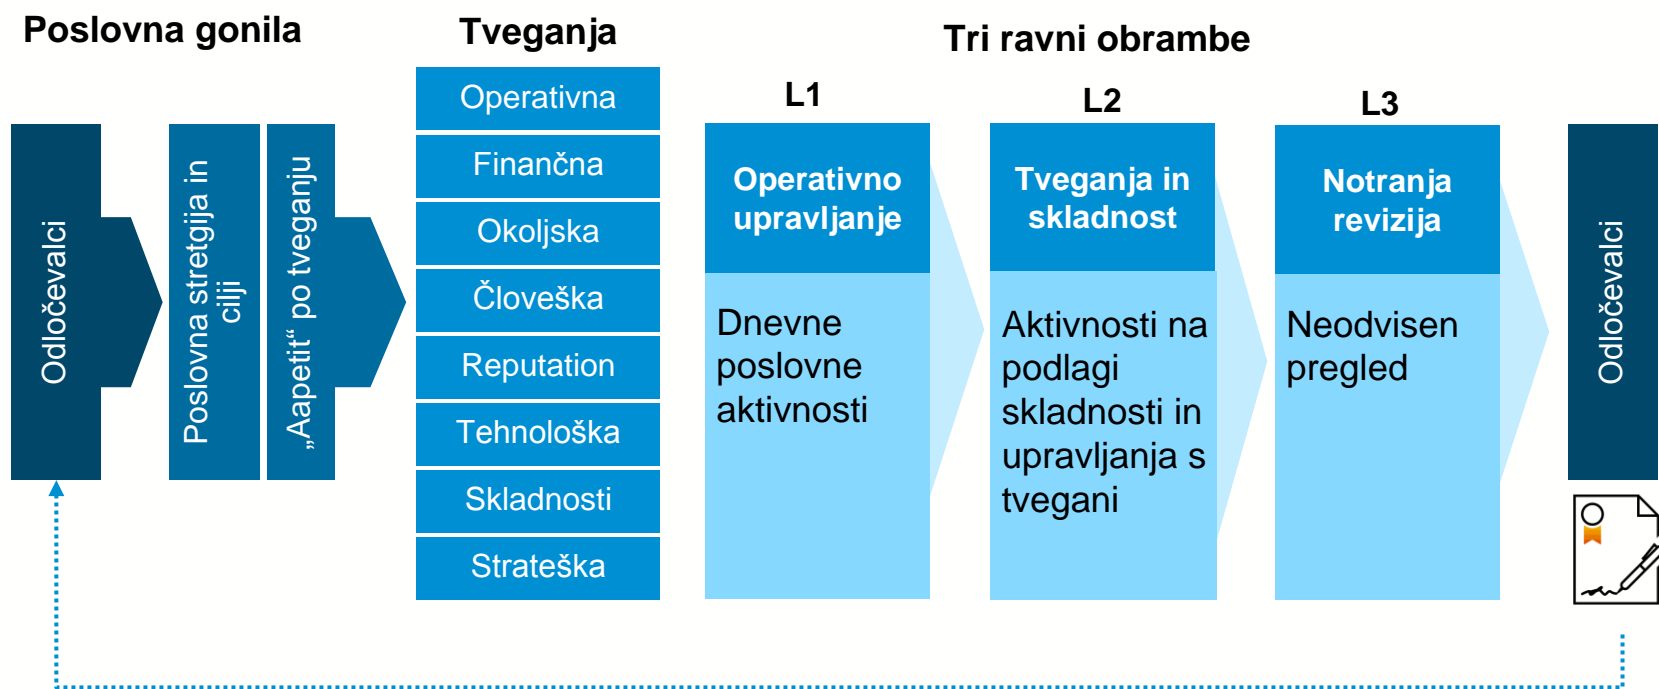 Poslovna gonila
Odločevalci
Poslovna stretgija in
cilji
„Aapetit“ po tveganju
Tveganja
Operativna
Finančna
Okoljska
Človeška
Reputation
Tehnološka
Skladnosti
Strateška
Tri ravni obrambe
L1
Operativno
upravljanje
Dnevne
poslovne
aktivnosti
L2
Tveganja in
skladnost
Aktivnosti na
podlagi
skladnosti in
upravljanja s
tvegani
L3
Notranja
revizija
Neodvisen
pregled
Odločevalci